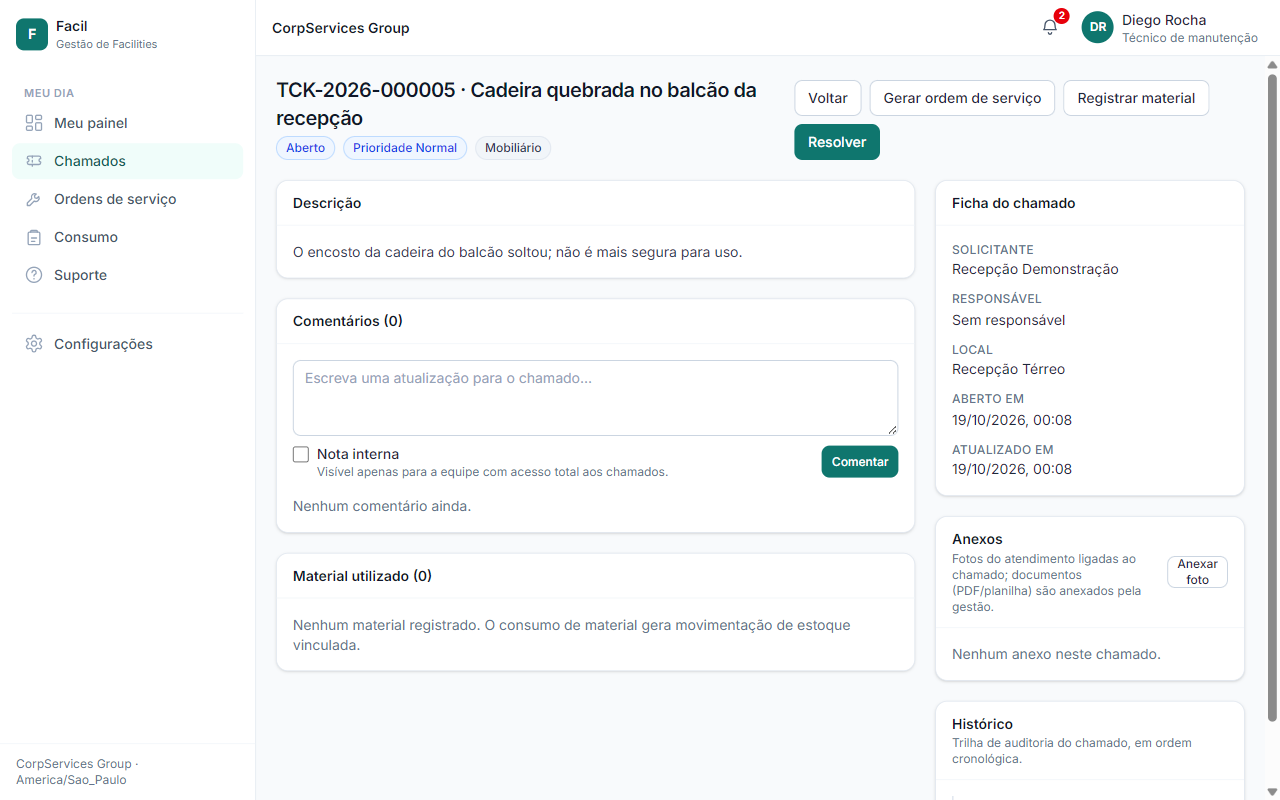 F
Facil
Gestão de Facilities
MEU DIA
Meu painel
Chamados
Ordens de serviço
Consumo
Suporte
Configurações
CorpServices Group ·
America/Sao_Paulo
CorpServices Group
2
DR
Diego Rocha
Técnico de manutenção
TCK-2026-000005 · Cadeira quebrada no balcão da
recepção
Aberto
Prioridade Normal
Mobiliário
Voltar
Gerar ordem de serviço
Registrar material
Resolver
Descrição
O encosto da cadeira do balcão soltou; não é mais segura para uso.
Comentários (0)
Escreva uma atualização para o chamado...
Nota interna
Visível apenas para a equipe com acesso total aos chamados.
Comentar
Nenhum comentário ainda.
Material utilizado (0)
Nenhum material registrado. O consumo de material gera movimentação de estoque
vinculada.
Ficha do chamado
SOLICITANTE
Recepção Demonstração
RESPONSÁVEL
Sem responsável
LOCAL
Recepção Térreo
ABERTO EM
19/10/2026, 00:08
ATUALIZADO EM
19/10/2026, 00:08
Anexos
Fotos do atendimento ligadas ao
chamado; documentos
(PDF/planilha) são anexados pela
gestão.
Anexar
foto
Nenhum anexo neste chamado.
Histórico
Trilha de auditoria do chamado, em ordem
cronológica.